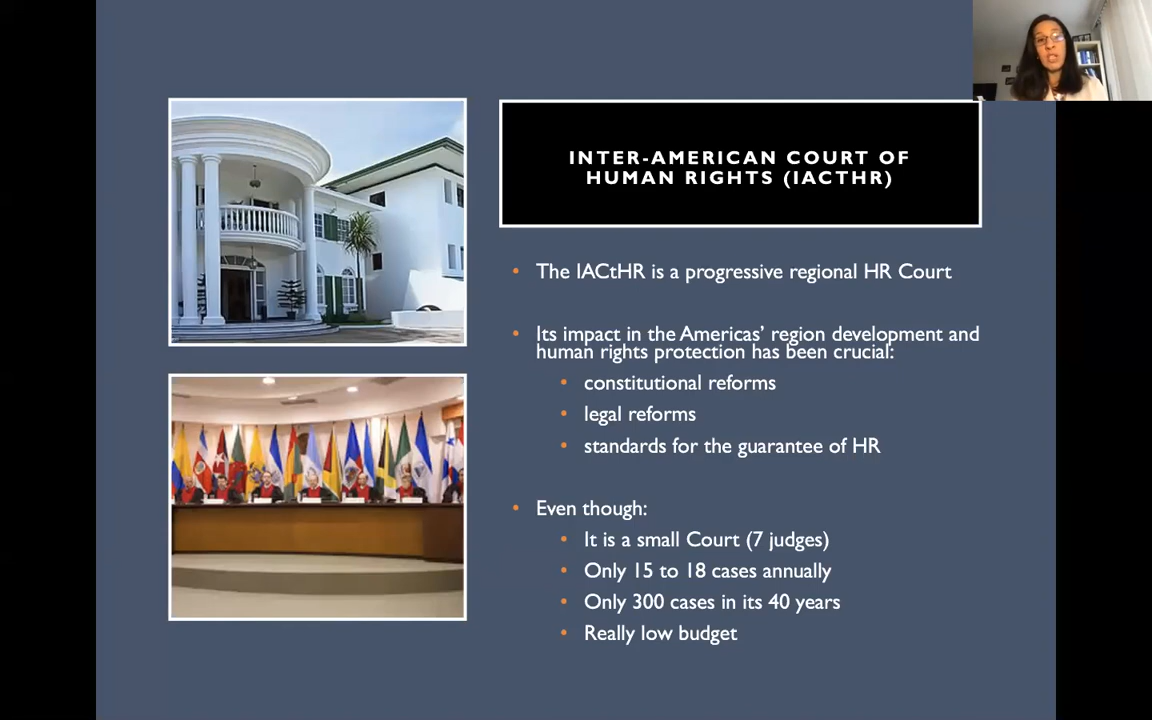 INTER-AMERICAN COURT OF
HUMAN RIGHTS (IACTHR)
• The IACtHR is a progressive regional HR Court
• Its impact in the Americas' region development and
human rights protection has been crucial:
• constitutional reforms
• legal reforms
• standards for the guarantee of HR
• Even though:
• It is a small Court (7 judges)
• Only 15 to 18 cases annually
• Only 300 cases in its 40 years
• Really low budget